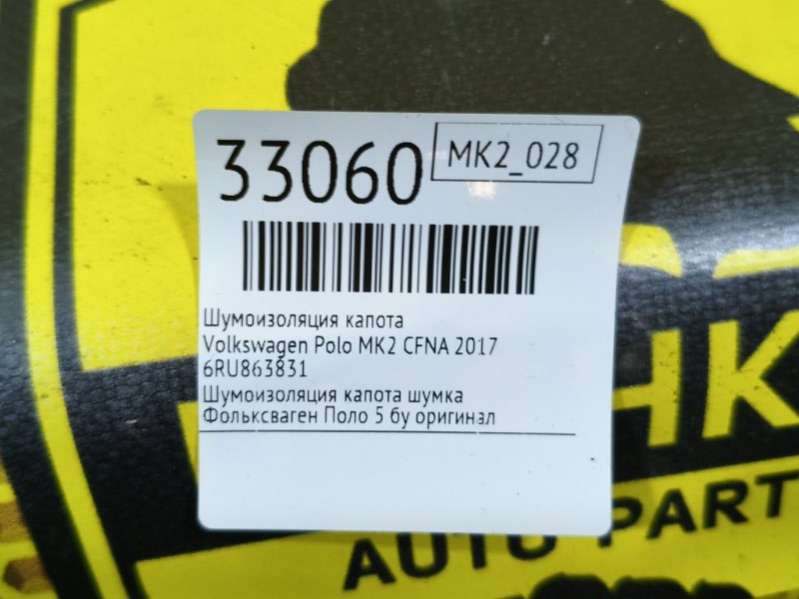 33060
MK2_028
Шумоизоляция капота
Volkswagen Polo MK2 CFNA 2017
6RU863831
Шумоизоляция капота шумка
Фольксваген Поло 5 бу оригинал
AUTO PART